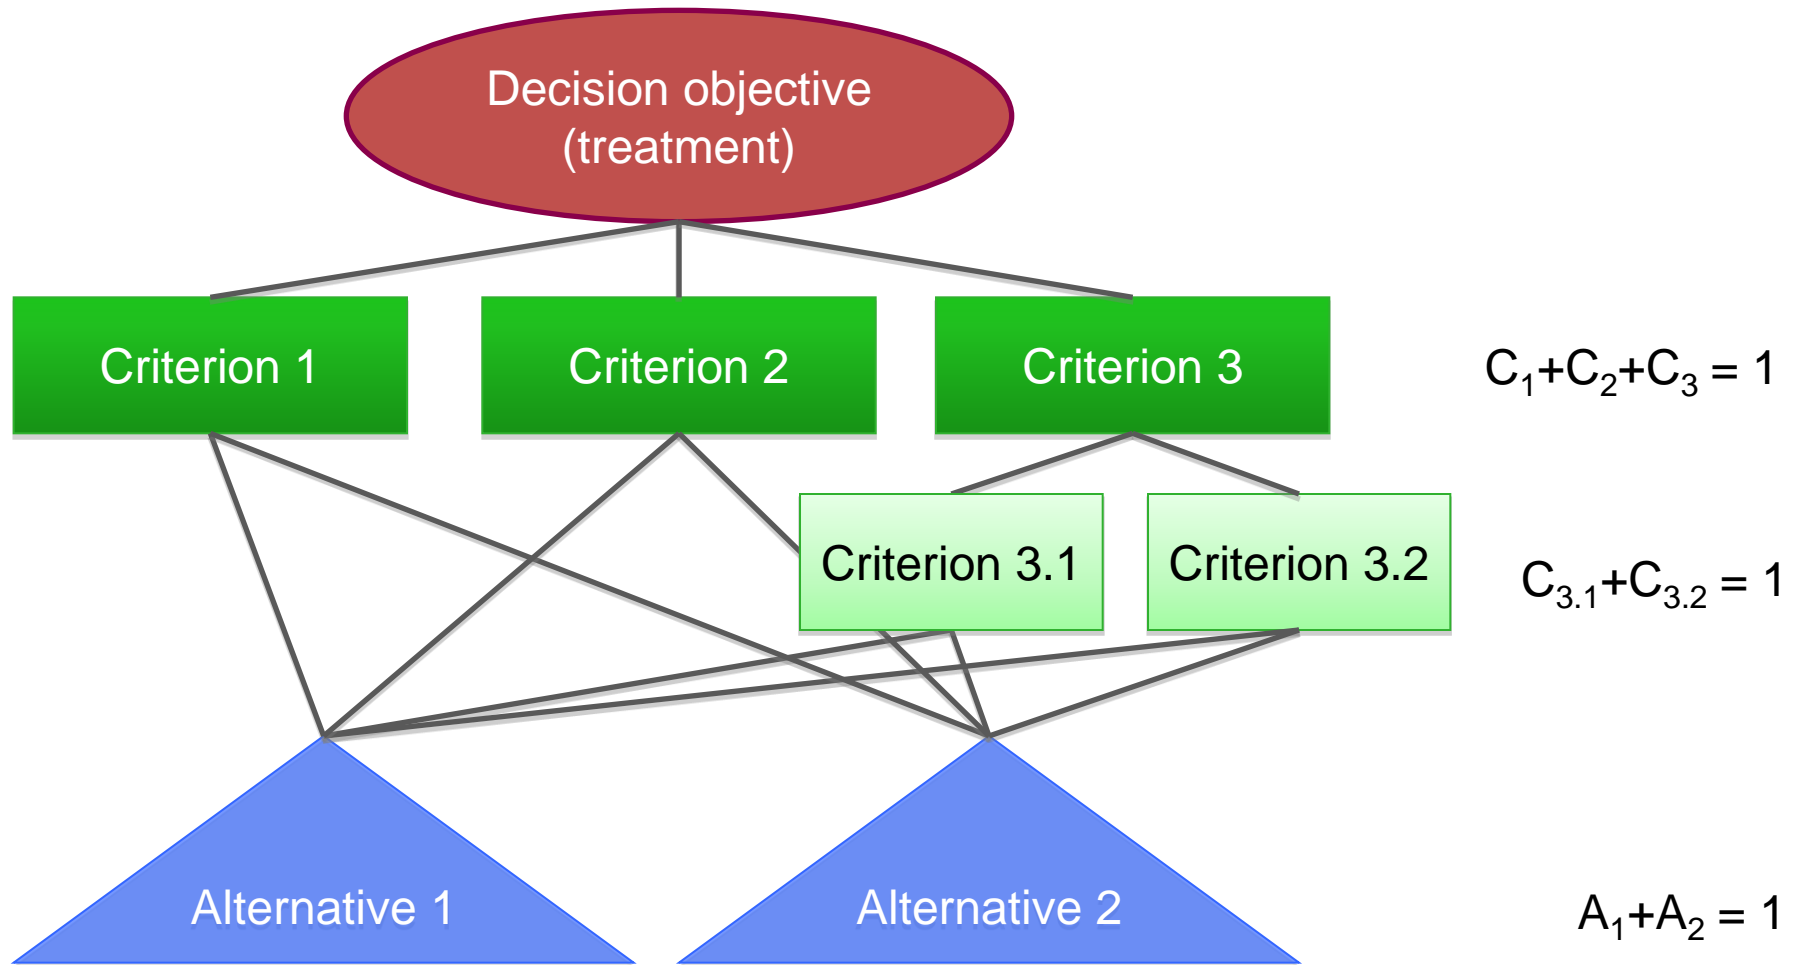 Decision objective
(treatment)
Criterion 1
Criterion 2
Criterion 3
C₁+C₂+C₃ = 1
Criterion 3.1
Criterion 3.2
C₃.₁+C₃.₂ = 1
Alternative 1
Alternative 2
A₁+A₂ = 1